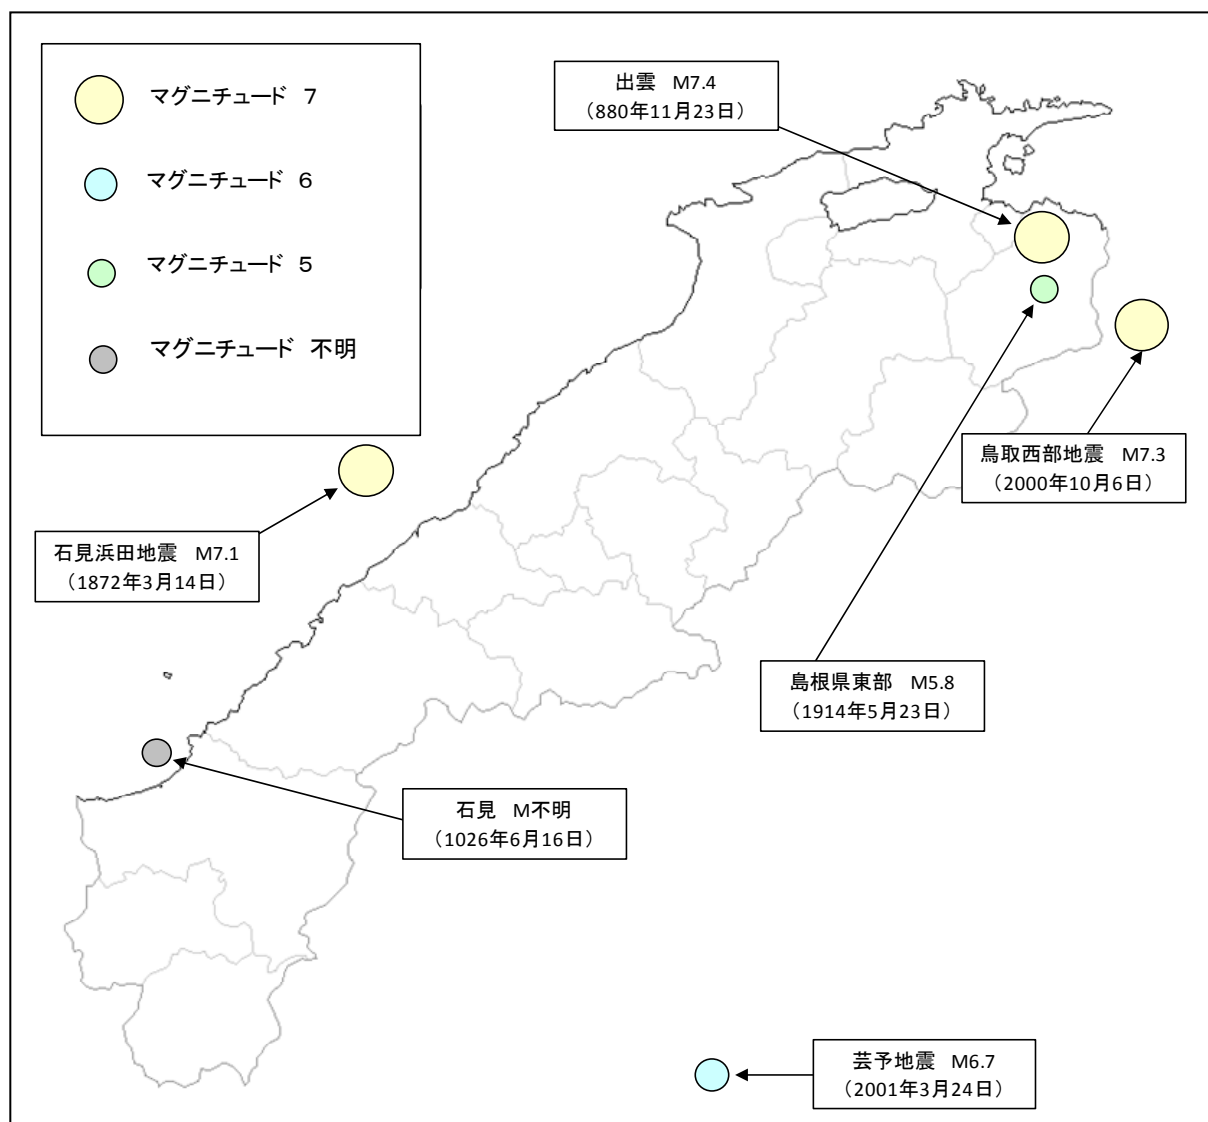 マグニチュード　7
マグニチュード　6
マグニチュード　5
マグニチュード　不明
出雲　M7.4
（880年11月23日）
鳥取西部地震　M7.3
（2000年10月6日）
石見浜田地震　M7.1
（1872年3月14日）
島根県東部　M5.8
（1914年5月23日）
石見　M不明
（1026年6月16日）
芸予地震　M6.7
（2001年3月24日）